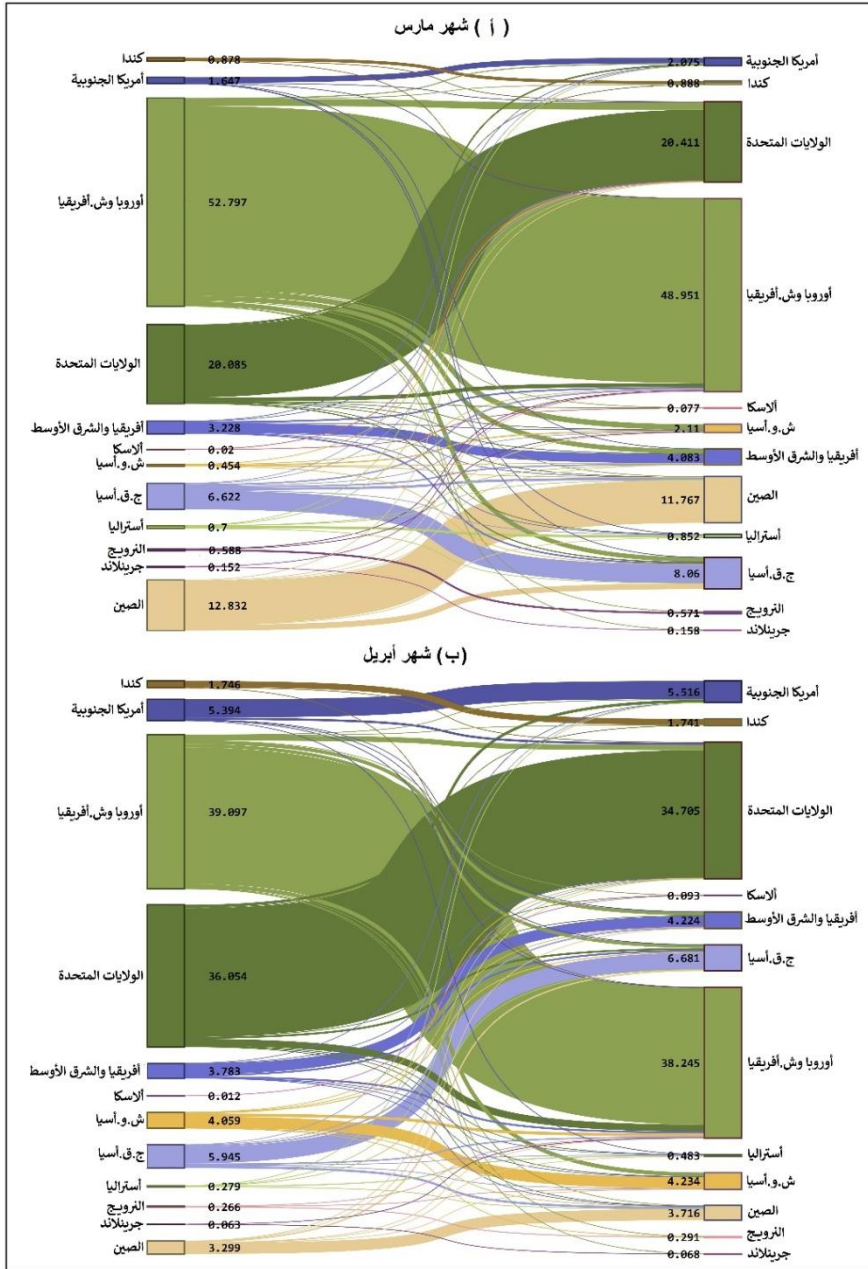 ( أ ) شهر مارس
كندا 0.878
أمريكا الجنوبية 1.647
أوروبا وش.أفريقيا 52.797
الولايات المتحدة 20.085
أفريقيا والشرق الأوسط 3.228
ألاسكا 0.02
ش.و.أسيا 0.454
ج.ق.أسيا 6.622
أستراليا 0.7
النرويج 0.588
جرينلاند 0.152
الصين 12.832
2.075 أمريكا الجنوبية
0.888 كندا
20.411 الولايات المتحدة
48.951 أوروبا وش.أفريقيا
0.077 ألاسكا
2.11 ش.و.أسيا
4.083 أفريقيا والشرق الأوسط
11.767 الصين
0.852 أستراليا
8.06 ج.ق.أسيا
0.571 النرويج
0.158 جرينلاند
(ب) شهر أبريل
كندا 1.746
أمريكا الجنوبية 5.394
أوروبا وش.أفريقيا 39.097
الولايات المتحدة 36.054
أفريقيا والشرق الأوسط 3.783
ألاسكا 0.012
ش.و.أسيا 4.059
ج.ق.أسيا 5.945
أستراليا 0.279
النرويج 0.266
جرينلاند 0.063
الصين 3.299
5.516 أمريكا الجنوبية
1.741 كندا
34.705 الولايات المتحدة
0.093 ألاسكا
4.224 أفريقيا والشرق الأوسط
6.681 ج.ق.أسيا
38.245 أوروبا وش.أفريقيا
0.483 أستراليا
4.234 ش.و.أسيا
3.716 الصين
0.291 النرويج
0.068 جرينلاند